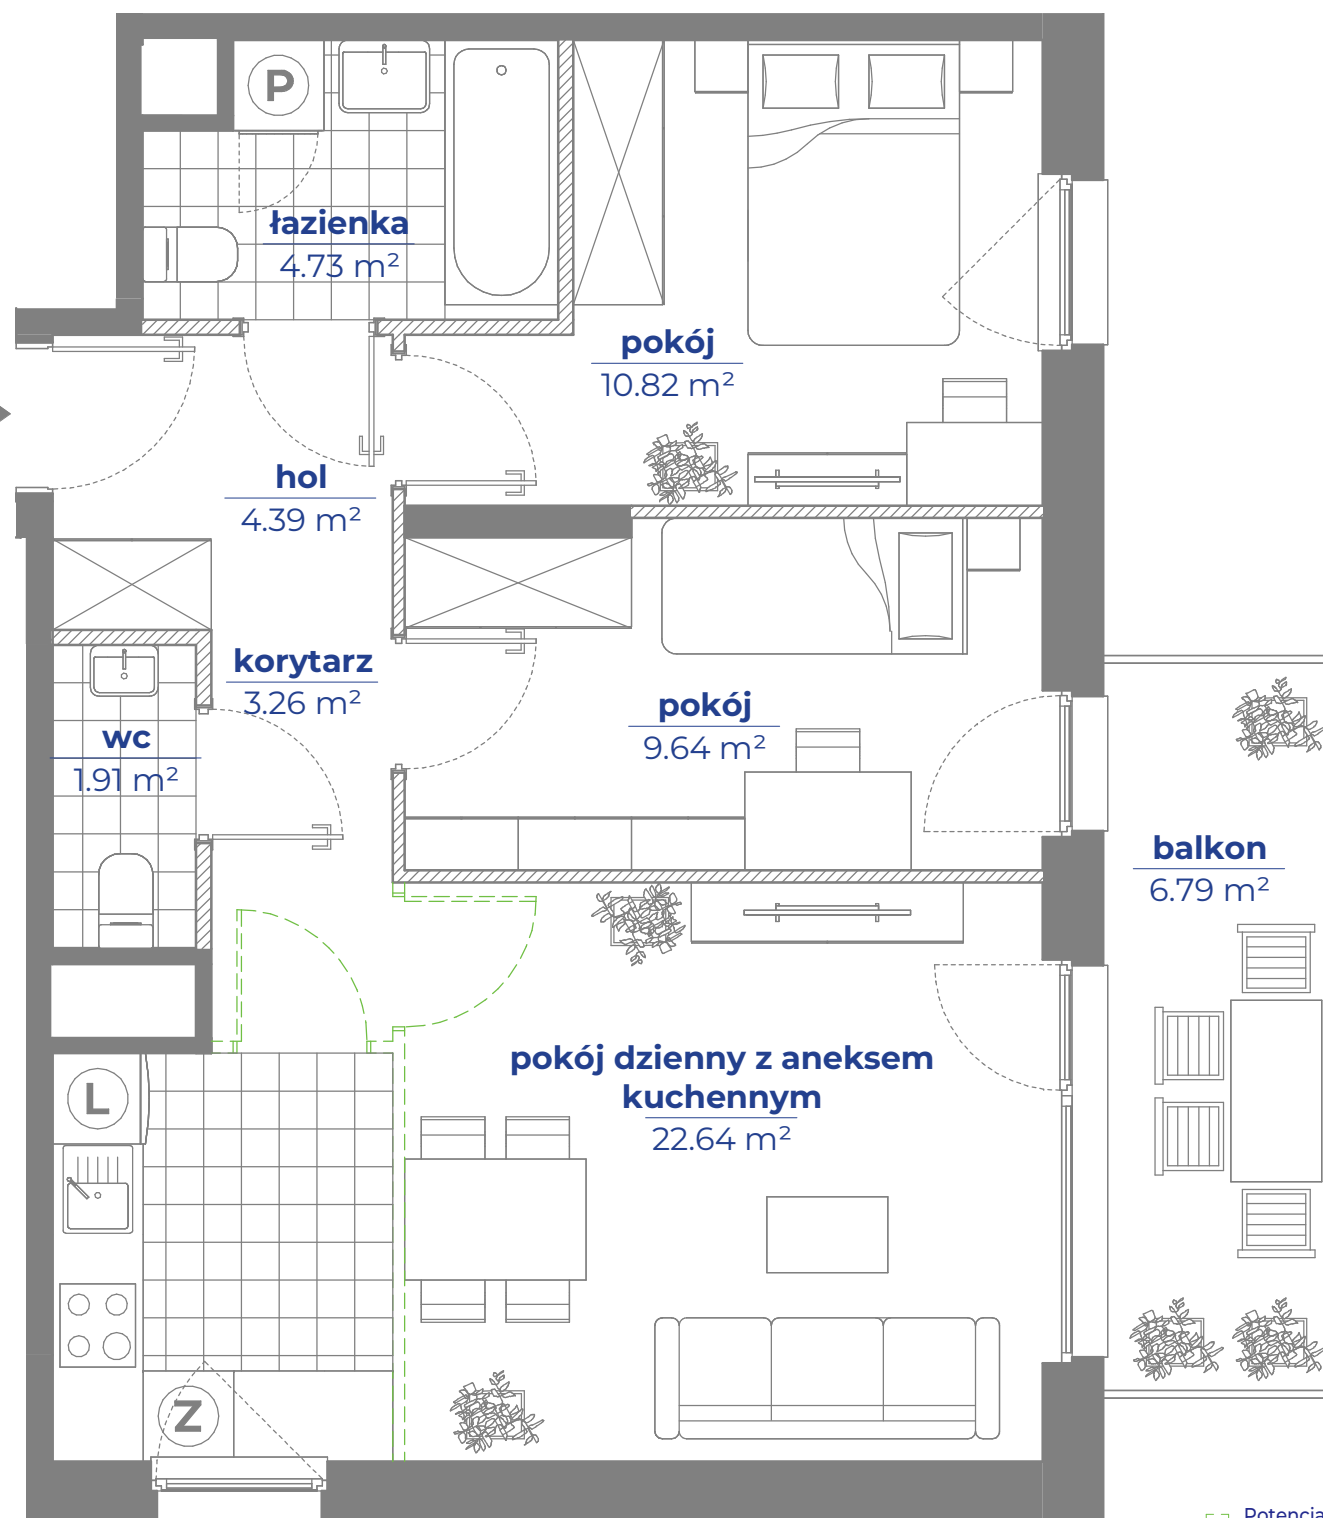 P
łazienka
4.73 m²
pokój
10.82 m²
hol
4.39 m²
korytarz
3.26 m²
wc
1.91 m²
pokój
9.64 m²
balkon
6.79 m²
pokój dzienny z aneksem
kuchennym
22.64 m²
L
Z